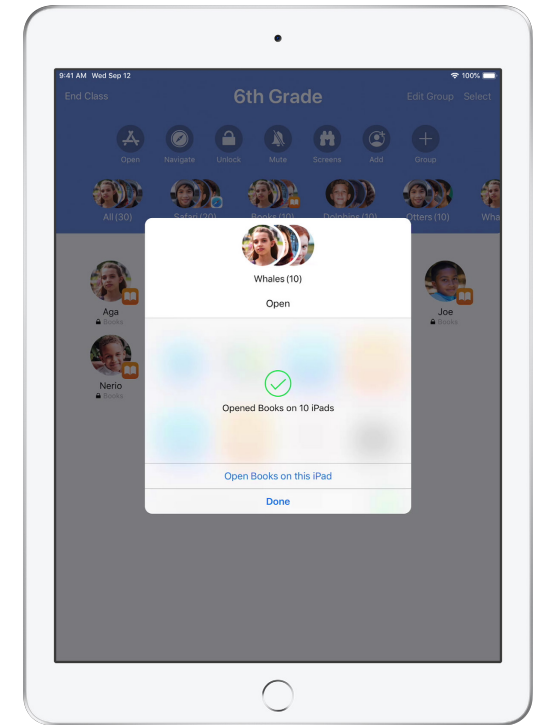 9:41 AM Wed Sep 12
100%
End Class
6th Grade
Edit Group
Select
Open
Navigate
Unlock
Mute
Screens
Add
Group
All (30)
Safari (20)
Books (10)
Dolphins (10)
Otters (10)
Wha
Whales (10)
Open
Aga
Books
Joe
Books
Nerio
Books
Opened Books on 10 iPads
Open Books on this iPad
Done